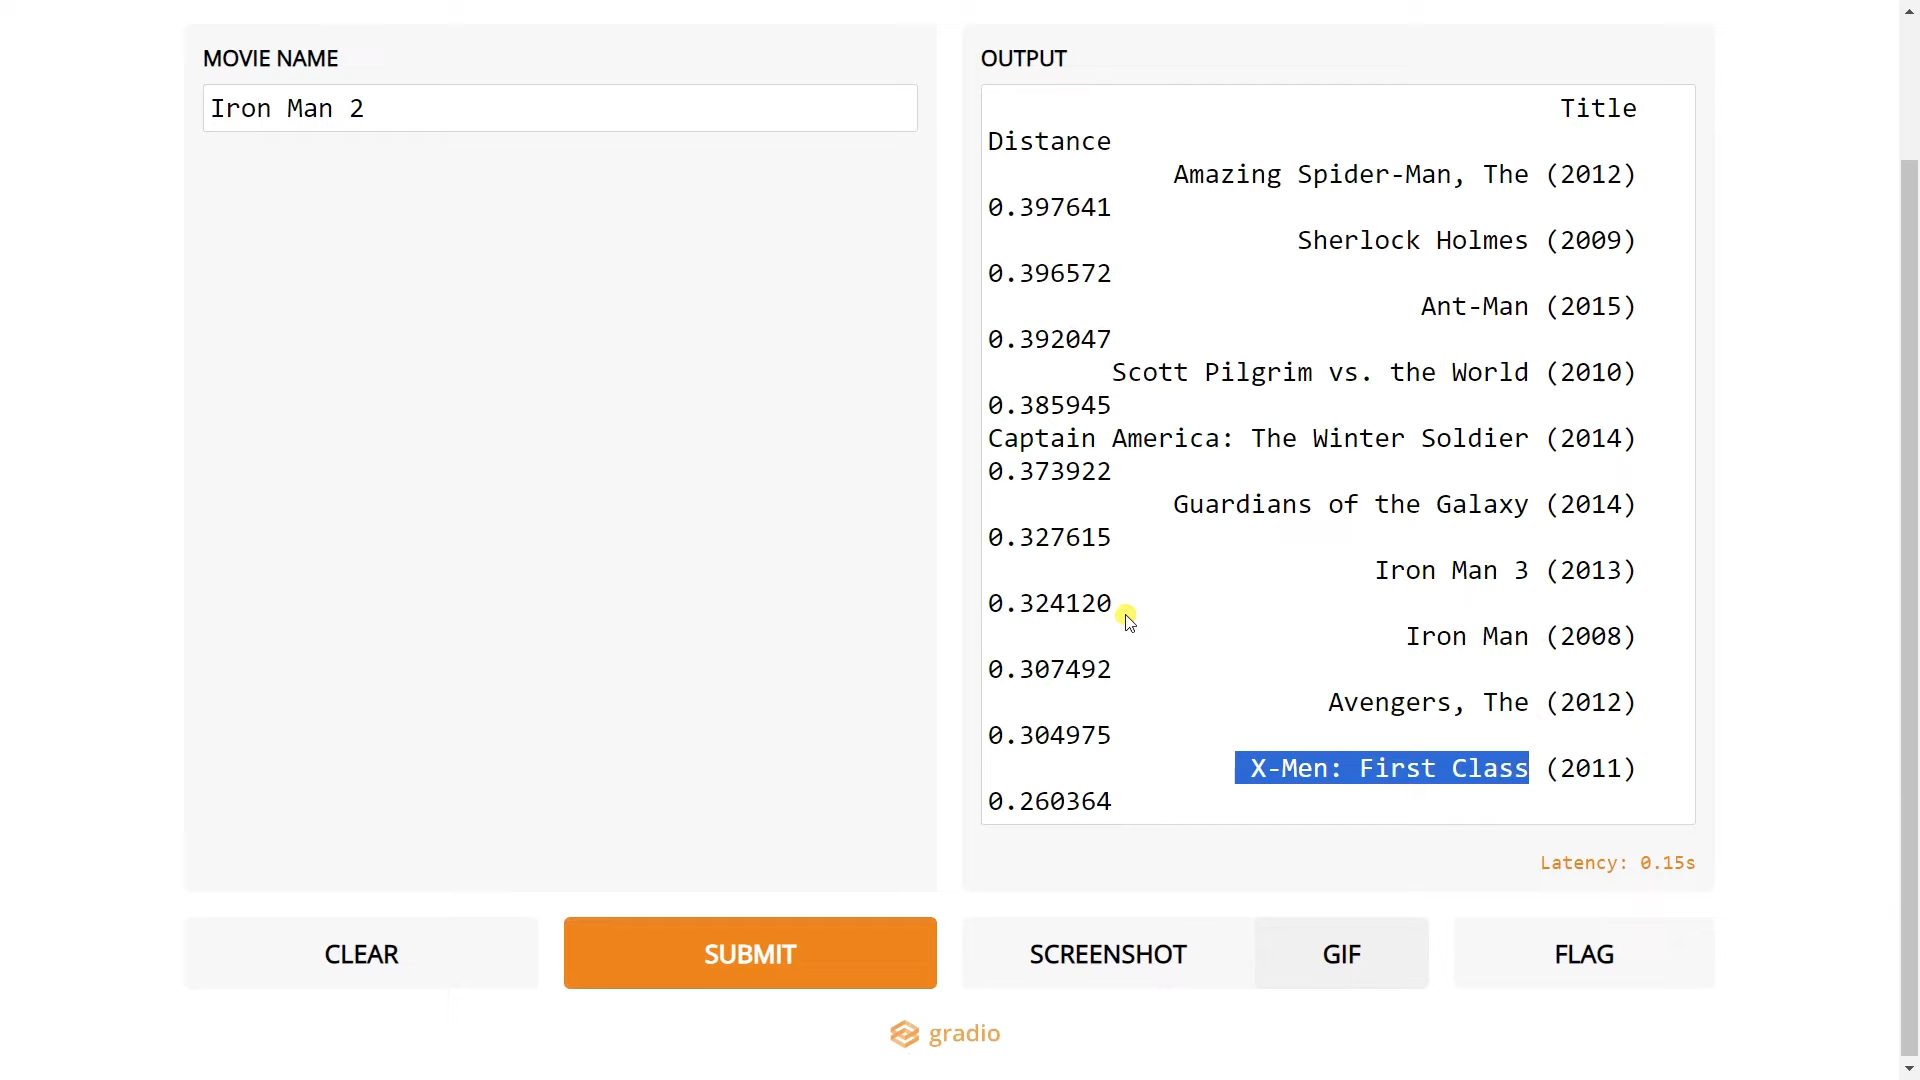 MOVIE NAME
Iron Man 2
OUTPUT
Title
Distance
Amazing Spider-Man, The (2012)
0.397641
Sherlock Holmes (2009)
0.396572
Ant-Man (2015)
0.392047
Scott Pilgrim vs. the World (2010)
0.385945
Captain America: The Winter Soldier (2014)
0.373922
Guardians of the Galaxy (2014)
0.327615
Iron Man 3 (2013)
0.324120
Iron Man (2008)
0.307492
Avengers, The (2012)
0.304975
X-Men: First Class (2011)
0.260364
Latency: 0.15s
CLEAR
SUBMIT
SCREENSHOT
GIF
FLAG
gradio